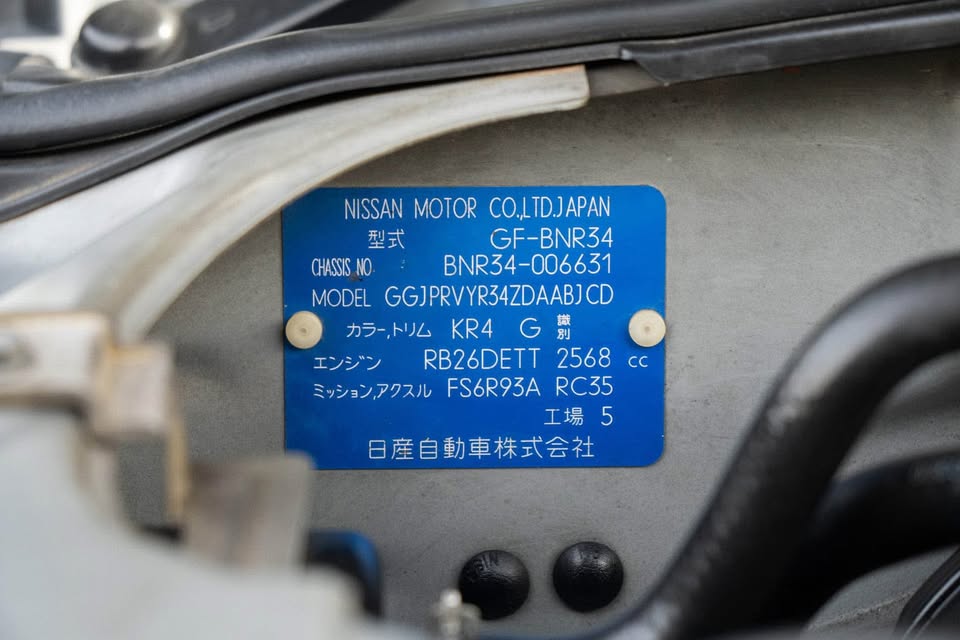 NISSAN MOTOR CO.,LTD.JAPAN
型式 GF-BNR34
CHASSIS NO. BNR34-006631
MODEL GGJPRVYR34ZDAABJCD
カラー,トリム KR4 G 識別
エンジン RB26DETT 2568 cc
ミッション,アクスル FS6R93A RC35
工場 5
日産自動車株式会社